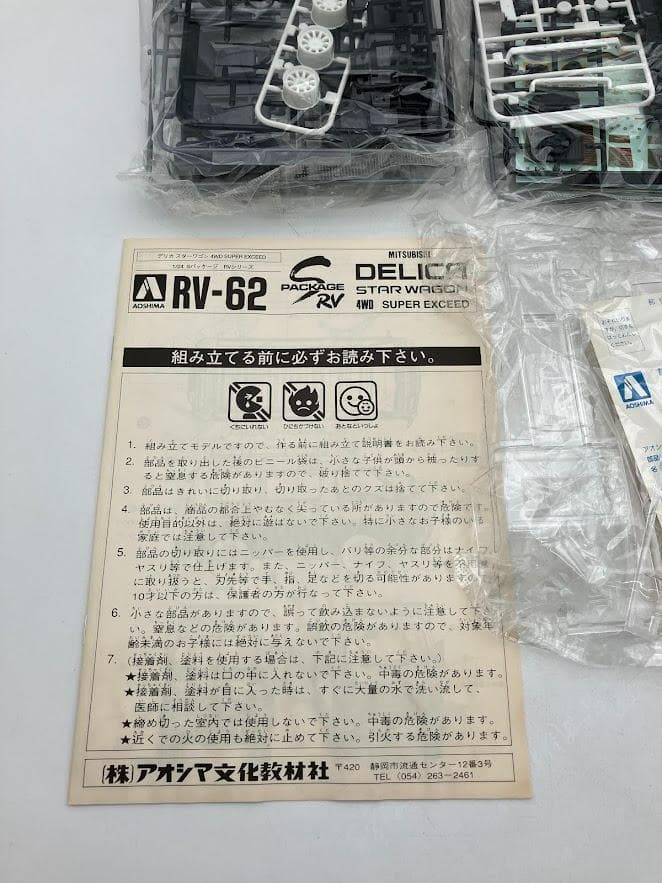 デリカ スターワゴン 4WD SUPER EXCEED
1/24 Sパッケージ RVシリーズ
AOSHIMA
RV-62
S PACKAGE RV
MITSUBISHI
DELICA
STAR WAGON
4WD SUPER EXCEED
組み立てる前に必ずお読み下さい。
くちにいれない
ひにちかづけない
おとなといっしょ
1. 組み立てモデルですので、作る前に組み立て説明書をお読み下さい。
2. 部品を取り出した後のビニール袋は、小さな子供が頭から被ったりす
ると窒息する危険がありますので、破り捨てて下さい。
3. 部品はきれいに切り取り、切り取ったあとのクズは捨てて下さい。
4. 部品は、商品の都合上やむなく尖っている所がありますので危険です。
使用目的以外は、絶対に遊ばないで下さい。特に小さなお子様のいる
家庭では注意して下さい。
5. 部品の切り取りにはニッパーを使用し、バリ等の余分な部分はナイフ、
ヤスリ等で仕上げます。また、ニッパー、ナイフ、ヤスリ等を不用意
に取り扱うと、刃先等で手、指、足などを切る可能性がありますので
10才以下の方は、保護者の方が行なって下さい。
6. 小さな部品がありますので、誤って飲み込まないように注意して下さ
い。窒息などの危険があります。誤飲の危険がありますので、対象年
齢未満のお子様には絶対に与えないで下さい。
7. (接着剤、塗料を使用する場合は、下記に注意して下さい。)
★接着剤、塗料は口の中に入れないで下さい。中毒の危険があります。
★接着剤、塗料が目に入った時は、すぐに大量の水で洗い流して、
医師に相談して下さい。
★締め切った室内では使用しないで下さい。中毒の危険があります。
★近くでの火の使用も絶対に止めて下さい。引火する危険があります。
(株)アオシマ文化教材社 〒420 静岡市流通センター12番3号
TEL (054) 263-2461
AOSHIMA